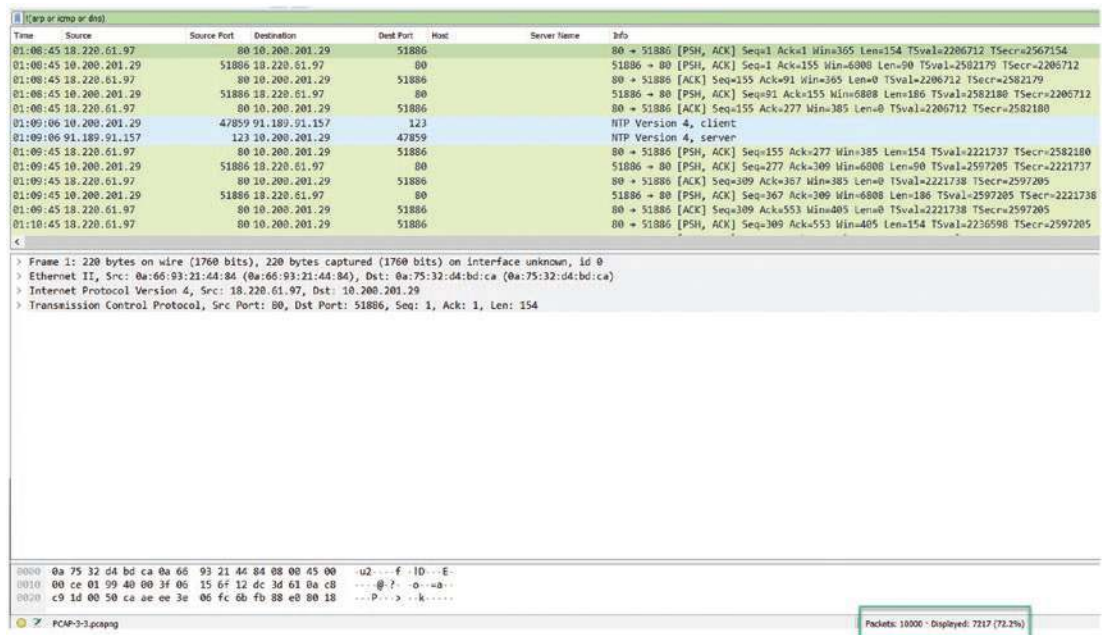 !(arp or icmp or dns)
Time Source Source Port Destination Dest Port Host Server Name Info
01:08:45 18.220.61.97 80 10.200.201.29 51886 80 → 51886 [PSH, ACK] Seq=1 Ack=1 Win=365 Len=154 TSval=2206712 TSecr=2567154
01:08:45 10.200.201.29 51886 18.220.61.97 80 51886 → 80 [PSH, ACK] Seq=1 Ack=155 Win=6808 Len=90 TSval=2582179 TSecr=2206712
01:08:45 18.220.61.97 80 10.200.201.29 51886 80 → 51886 [ACK] Seq=155 Ack=91 Win=365 Len=0 TSval=2206712 TSecr=2582179
01:08:45 10.200.201.29 51886 18.220.61.97 80 51886 → 80 [PSH, ACK] Seq=91 Ack=155 Win=6808 Len=186 TSval=2582180 TSecr=2206712
01:08:45 18.220.61.97 80 10.200.201.29 51886 80 → 51886 [ACK] Seq=155 Ack=277 Win=385 Len=0 TSval=2206712 TSecr=2582180
01:09:06 10.200.201.29 47859 91.189.91.157 123 NTP Version 4, client
01:09:06 91.189.91.157 123 10.200.201.29 47859 NTP Version 4, server
01:09:45 18.220.61.97 80 10.200.201.29 51886 80 → 51886 [PSH, ACK] Seq=155 Ack=277 Win=385 Len=154 TSval=2221737 TSecr=2582180
01:09:45 10.200.201.29 51886 18.220.61.97 80 51886 → 80 [PSH, ACK] Seq=277 Ack=309 Win=6808 Len=90 TSval=2597205 TSecr=2221737
01:09:45 18.220.61.97 80 10.200.201.29 51886 80 → 51886 [ACK] Seq=309 Ack=367 Win=385 Len=0 TSval=2221738 TSecr=2597205
01:09:45 10.200.201.29 51886 18.220.61.97 80 51886 → 80 [PSH, ACK] Seq=367 Ack=309 Win=6808 Len=186 TSval=2597205 TSecr=2221738
01:09:45 18.220.61.97 80 10.200.201.29 51886 80 → 51886 [ACK] Seq=309 Ack=553 Win=405 Len=0 TSval=2221738 TSecr=2597205
01:10:45 18.220.61.97 80 10.200.201.29 51886 80 → 51886 [PSH, ACK] Seq=309 Ack=553 Win=405 Len=154 TSval=2236598 TSecr=2597205
> Frame 1: 220 bytes on wire (1760 bits), 220 bytes captured (1760 bits) on interface unknown, id 0
> Ethernet II, Src: 0a:66:93:21:44:84 (0a:66:93:21:44:84), Dst: 0a:75:32:d4:bd:ca (0a:75:32:d4:bd:ca)
> Internet Protocol Version 4, Src: 18.220.61.97, Dst: 10.200.201.29
> Transmission Control Protocol, Src Port: 80, Dst Port: 51886, Seq: 1, Ack: 1, Len: 154
0000 0a 75 32 d4 bd ca 0a 66 93 21 44 84 08 00 45 00 ·u2····f ·!D···E·
0010 00 ce 01 99 40 00 3f 06 15 6f 12 dc 3d 61 0a c8 ····@·?· ·o··=a··
0020 c9 1d 00 50 ca ae ee 3e 06 fc 6b fb 88 e0 80 18 ···P···> ··k·····
PCAP-3-3.pcapng Packets: 10000 · Displayed: 7217 (72.2%)